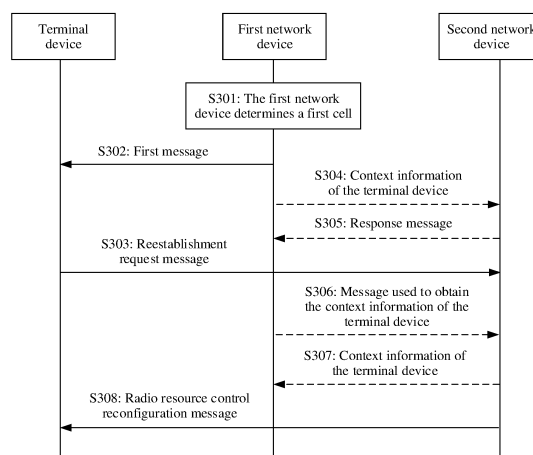 Terminal
device
First network
device
Second network
device
S301: The first network
device determines a first cell
S302: First message
S304: Context information
of the terminal device
S305: Response message
S303: Reestablishment
request message
S306: Message used to obtain
the context information of the
terminal device
S307: Context information of
the terminal device
S308: Radio resource control
reconfiguration message